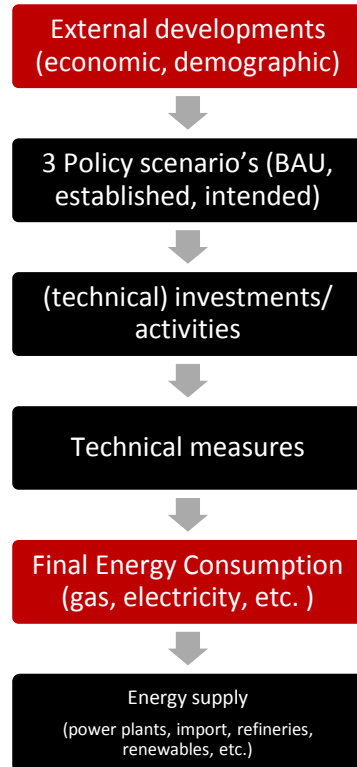 External developments
(economic, demographic)
3 Policy scenario's (BAU,
established, intended)
(technical) investments/
activities
Technical measures
Final Energy Consumption
(gas, electricity, etc. )
Energy supply
(power plants, import, refineries,
renewables, etc.)